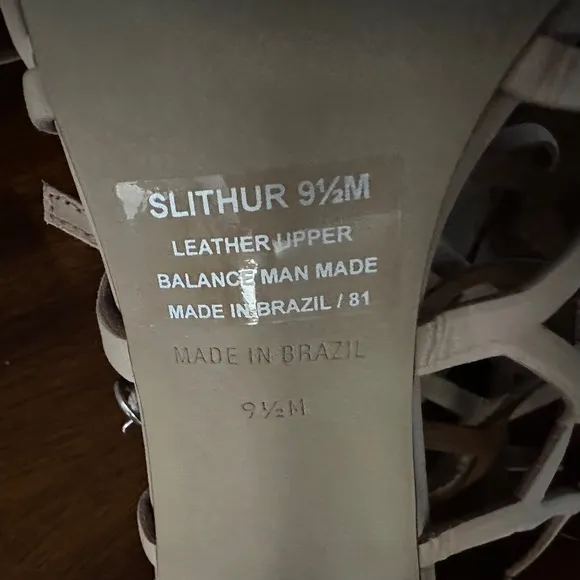 SLITHUR 9½M
LEATHER UPPER
BALANCE MAN MADE
MADE IN BRAZIL / 81
MADE IN BRAZIL
9½M